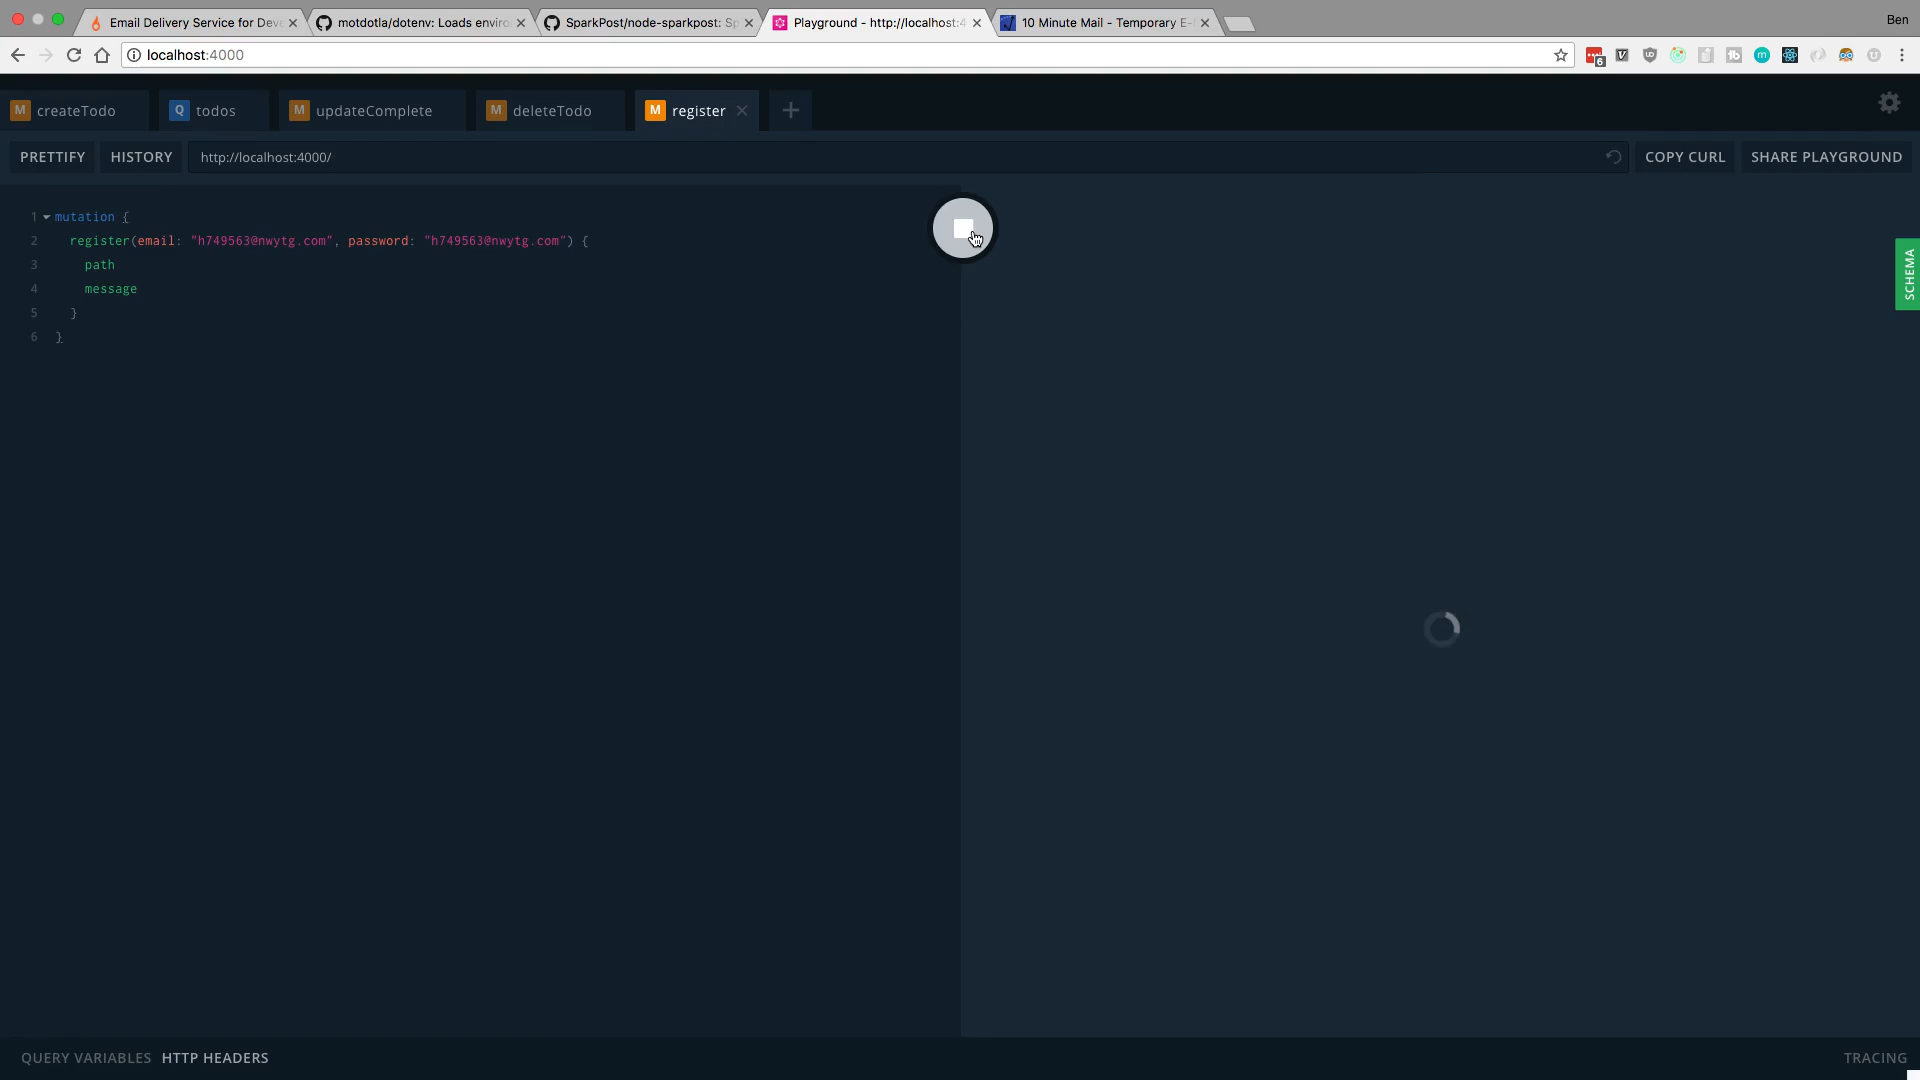 Email Delivery Service for Deve
motdotla/dotenv: Loads enviro
SparkPost/node-sparkpost: Sp
Playground - http://localhost:4
10 Minute Mail - Temporary E-
Ben
localhost:4000
6
M createTodo
Q todos
M updateComplete
M deleteTodo
M register
PRETTIFY
HISTORY
http://localhost:4000/
COPY CURL
SHARE PLAYGROUND
1 mutation {
2 register(email: "h749563@nwytg.com", password: "h749563@nwytg.com") {
3 path
4 message
5 }
6 }
SCHEMA
QUERY VARIABLES
HTTP HEADERS
TRACING